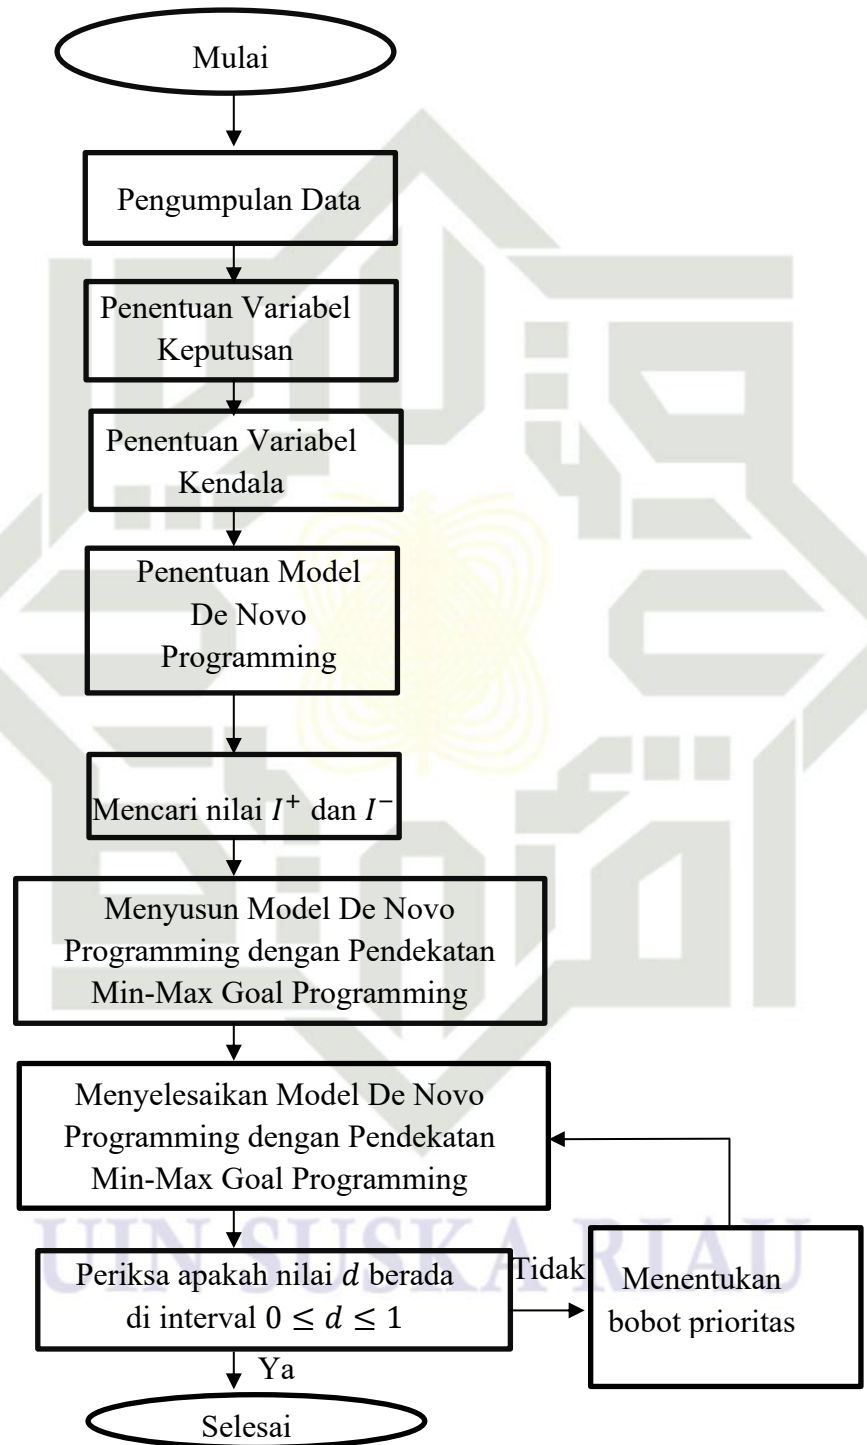 Mulai
Pengumpulan Data
Penentuan Variabel
Keputusan
Penentuan Variabel
Kendala
Penentuan Model
De Novo
Programming
Mencari nilai I⁺ dan I⁻
Menyusun Model De Novo
Programming dengan Pendekatan
Min-Max Goal Programming
Menyelesaikan Model De Novo
Programming dengan Pendekatan
Min-Max Goal Programming
UIN SUSKA RIAU
Periksa apakah nilai d berada
di interval 0 ≤ d ≤ 1
Tidak
Menentukan
bobot prioritas
Ya
Selesai